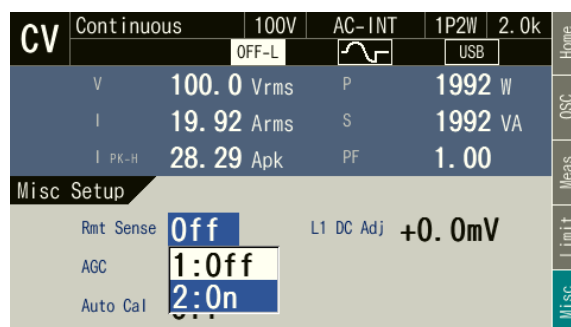 CV Continuous 100V AC-INT 1P2W 2.0k
OFF-L USB
V 100.0 Vrms P 1992 W
I 19.92 Arms S 1992 VA
I PK-H 28.29 Apk PF 1.00
Misc Setup
Rmt Sense Off L1 DC Adj +0.0mV
AGC 1:Off
Auto Cal 2:On
Home
OSC
Meas
Limit
Misc